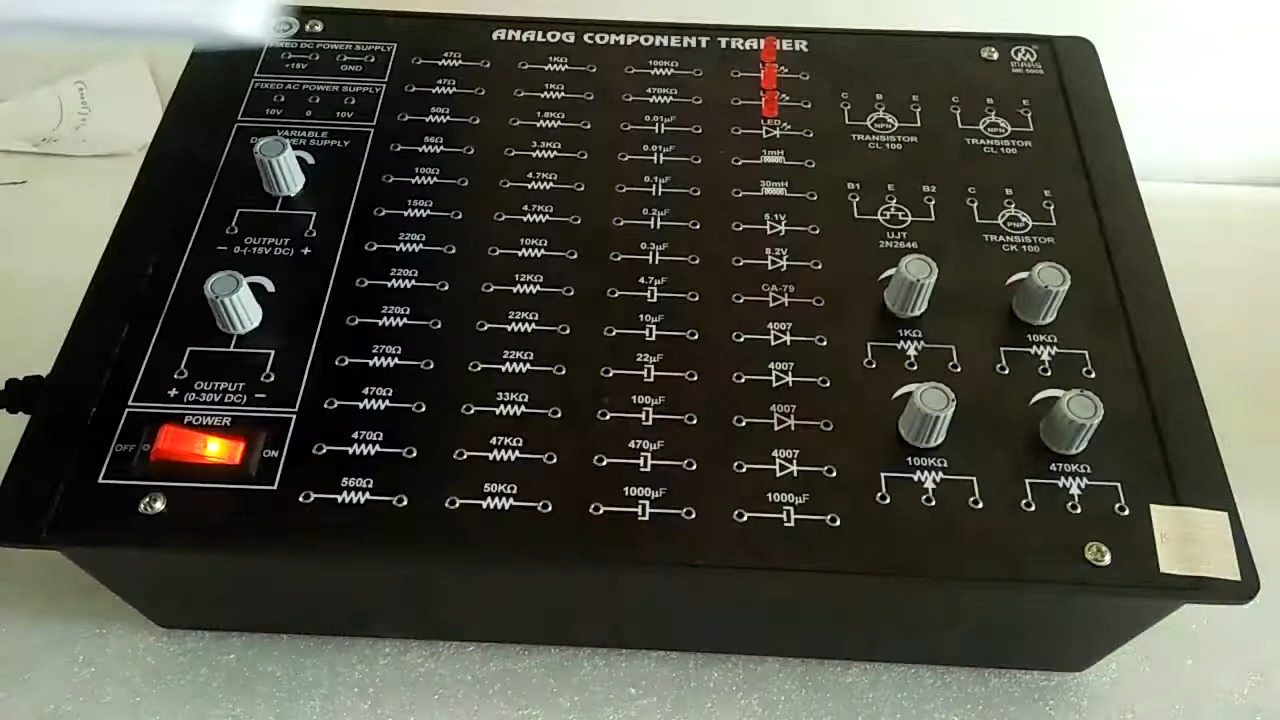 ANALOG COMPONENT TRAINER
FIXED DC POWER SUPPLY
+15V GND
FIXED AC POWER SUPPLY
10V 0 10V
VARIABLE
SUPPLY
OUTPUT
− 0-(-15V DC) +
OUTPUT
+ (0-30V DC) −
POWER
OFF ON
47Ω
47Ω
50Ω
56Ω
100Ω
150Ω
220Ω
220Ω
220Ω
270Ω
470Ω
470Ω
560Ω
1KΩ
1KΩ
1.8KΩ
3.3KΩ
4.7KΩ
4.7KΩ
10KΩ
12KΩ
22KΩ
22KΩ
33KΩ
47KΩ
50KΩ
100KΩ
470KΩ
0.01µF
0.01µF
0.1µF
0.2µF
0.3µF
4.7µF
10µF
22µF
100µF
470µF
1000µF
LED
1mH
30mH
5.1V
8.2V
OA-79
4007
4007
4007
4007
1000µF
C B E
NPN
TRANSISTOR
CL 100
C B E
NPN
TRANSISTOR
CL 100
B1 E B2
UJT
2N2646
C B E
PNP
TRANSISTOR
CK 100
1KΩ
10KΩ
100KΩ
470KΩ